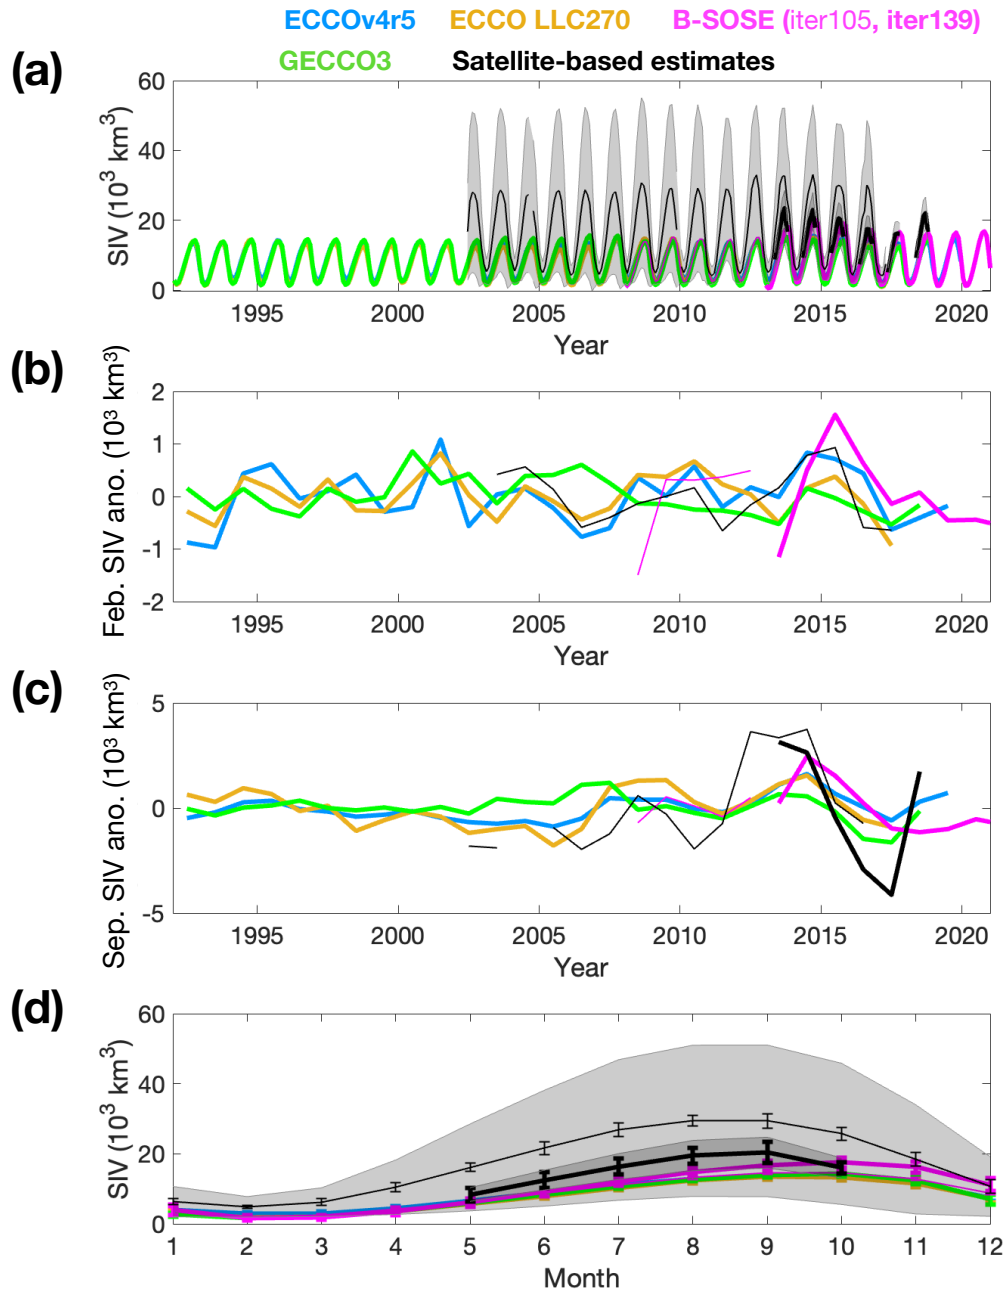 ECCOv4r5 ECCO LLC270 B-SOSE (iter105, iter139)
GECCO3 Satellite-based estimates
(a)
SIV (10³ km³)
60
40
20
0
1995 2000 2005 2010 2015 2020
Year
(b)
Feb. SIV ano. (10³ km³)
2
1
0
-1
-2
1995 2000 2005 2010 2015 2020
Year
(c)
Sep. SIV ano. (10³ km³)
5
0
-5
1995 2000 2005 2010 2015 2020
Year
(d)
SIV (10³ km³)
60
40
20
0
1 2 3 4 5 6 7 8 9 10 11 12
Month